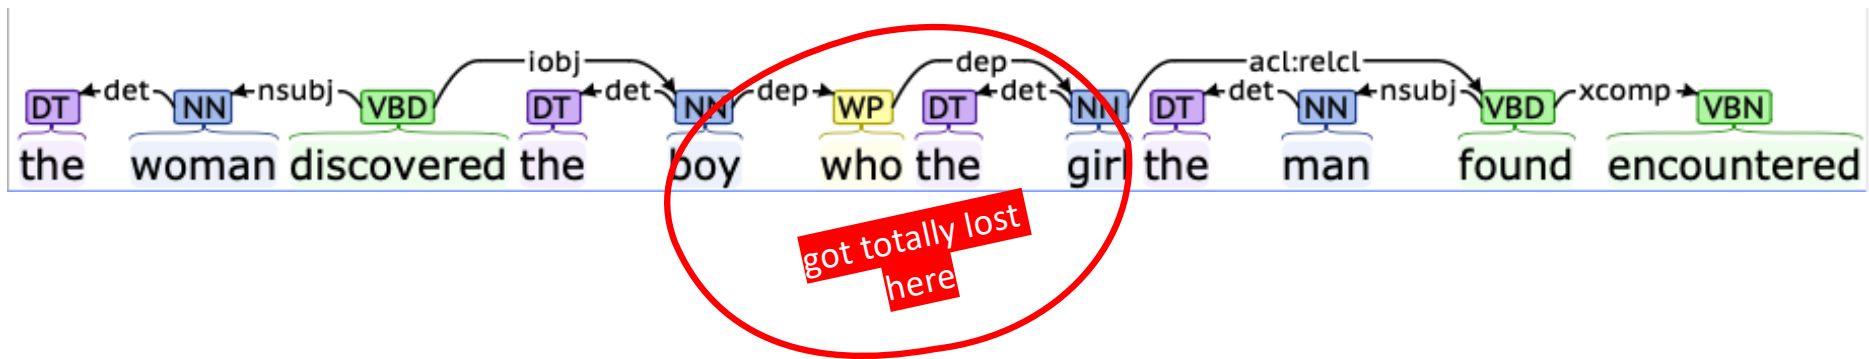 iobj dep acl:relcl
det nsubj det dep det det nsubj xcomp
DT NN VBD DT NN WP DT NN DT NN VBD VBN
the woman discovered the boy who the girl the man found encountered
got totally lost
here